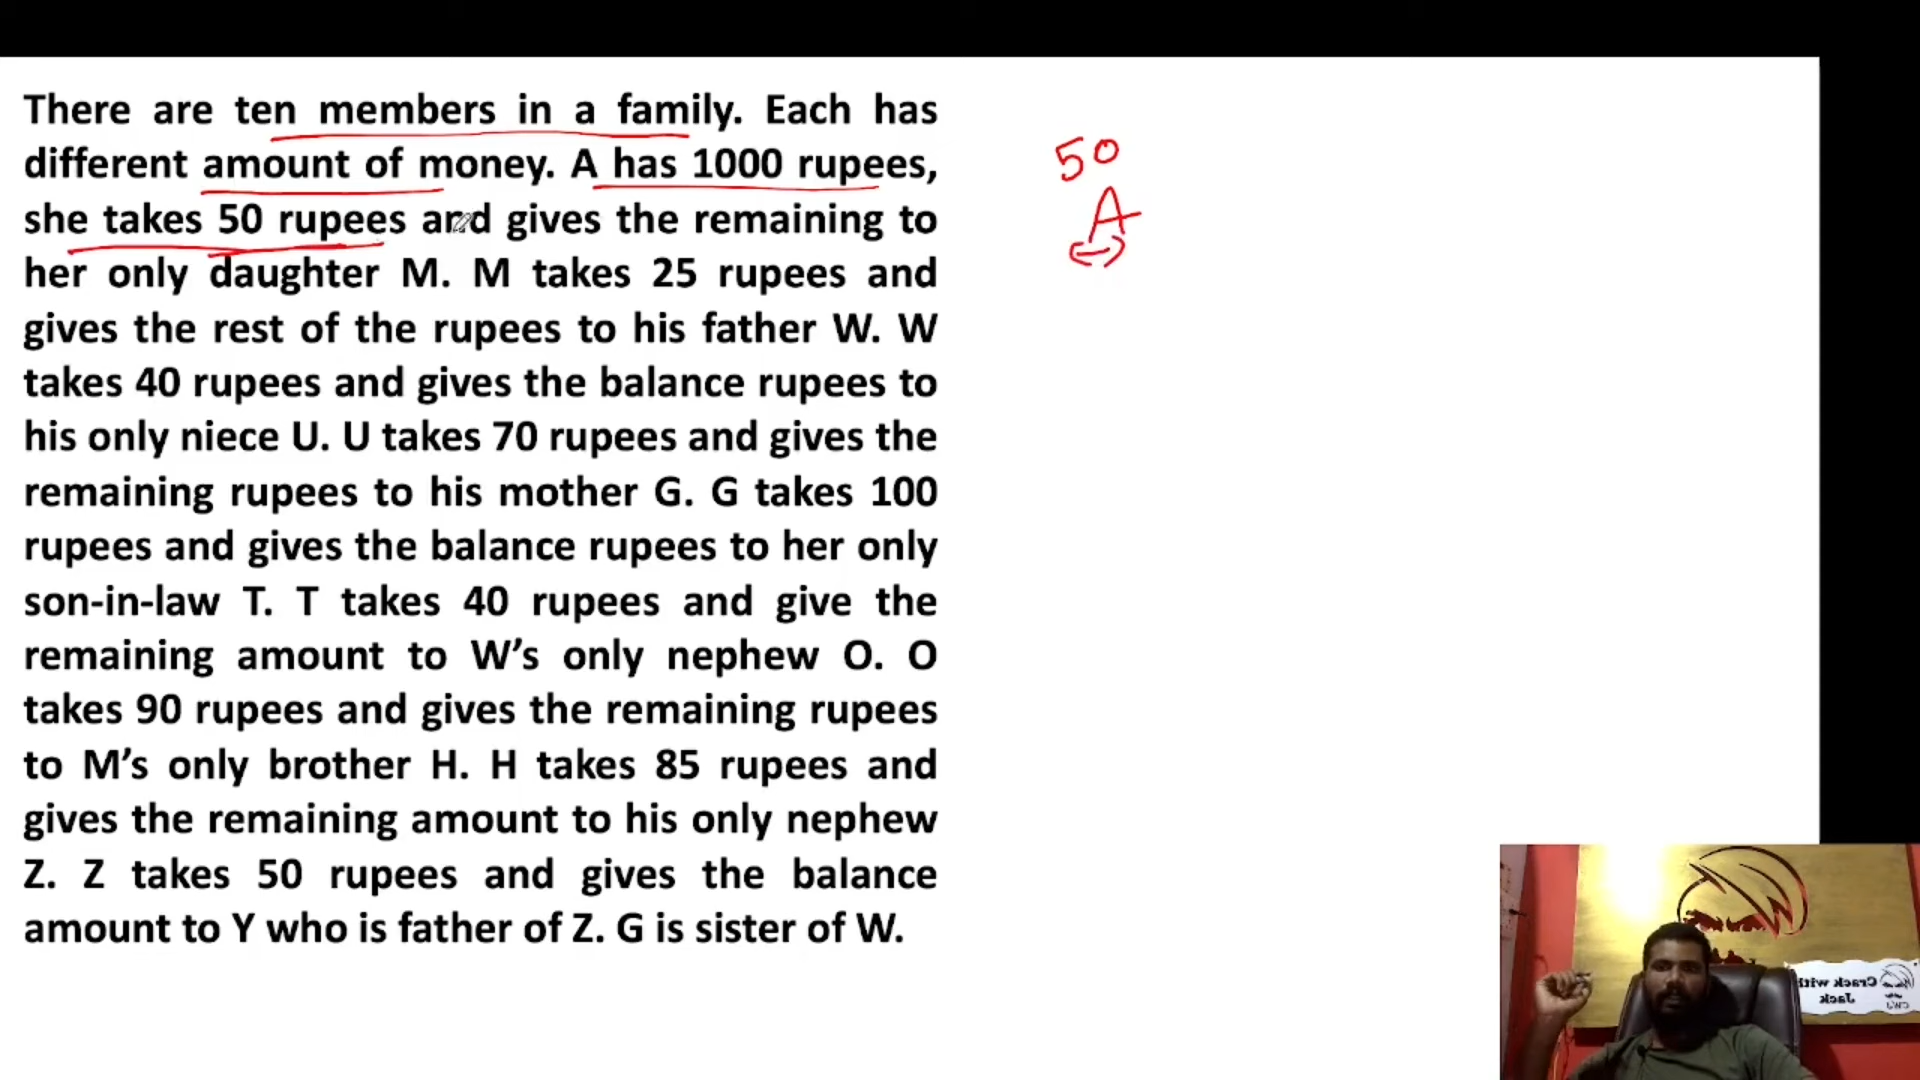 There are ten members in a family. Each has
different amount of money. A has 1000 rupees,
she takes 50 rupees and gives the remaining to
her only daughter M. M takes 25 rupees and
gives the rest of the rupees to his father W. W
takes 40 rupees and gives the balance rupees to
his only niece U. U takes 70 rupees and gives the
remaining rupees to his mother G. G takes 100
rupees and gives the balance rupees to her only
son-in-law T. T takes 40 rupees and give the
remaining amount to W’s only nephew O. O
takes 90 rupees and gives the remaining rupees
to M’s only brother H. H takes 85 rupees and
gives the remaining amount to his only nephew
Z. Z takes 50 rupees and gives the balance
amount to Y who is father of Z. G is sister of W.
50
A
(-)
Crack with
Jack
CWJ